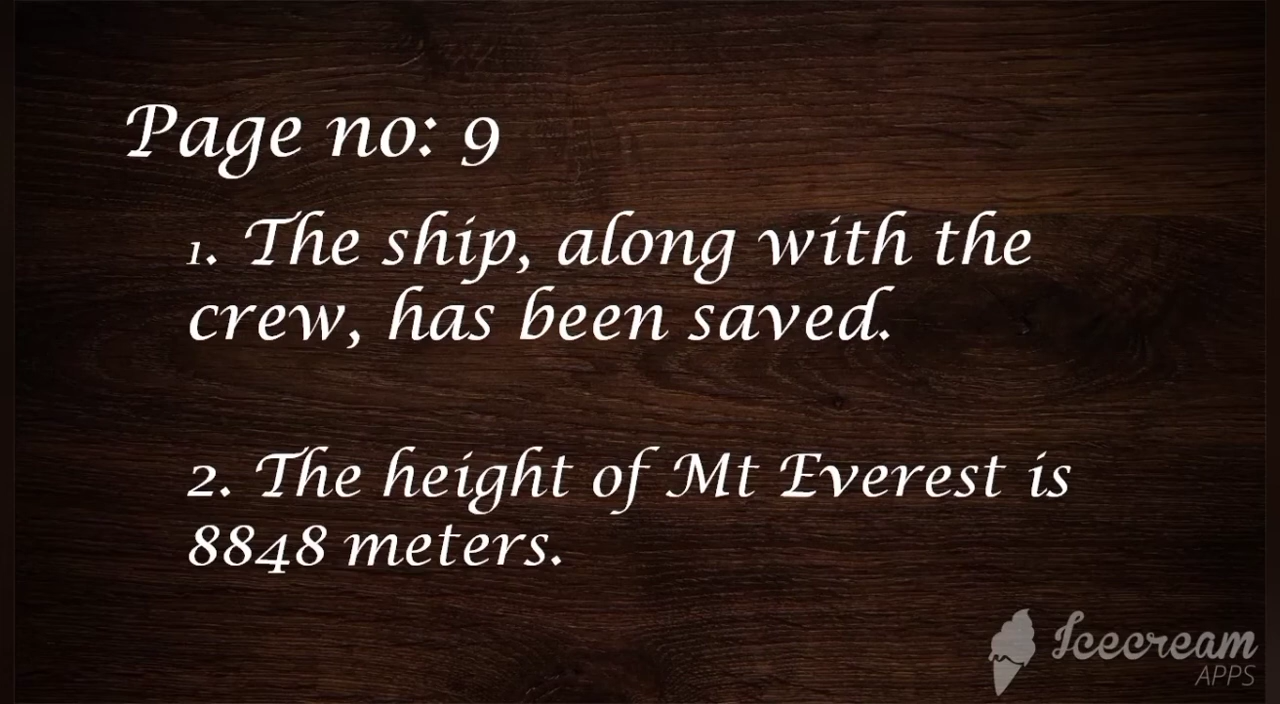 Page no: 9
1. The ship, along with the
crew, has been saved.
2. The height of Mt Everest is
8848 meters.
Icecream
APPS